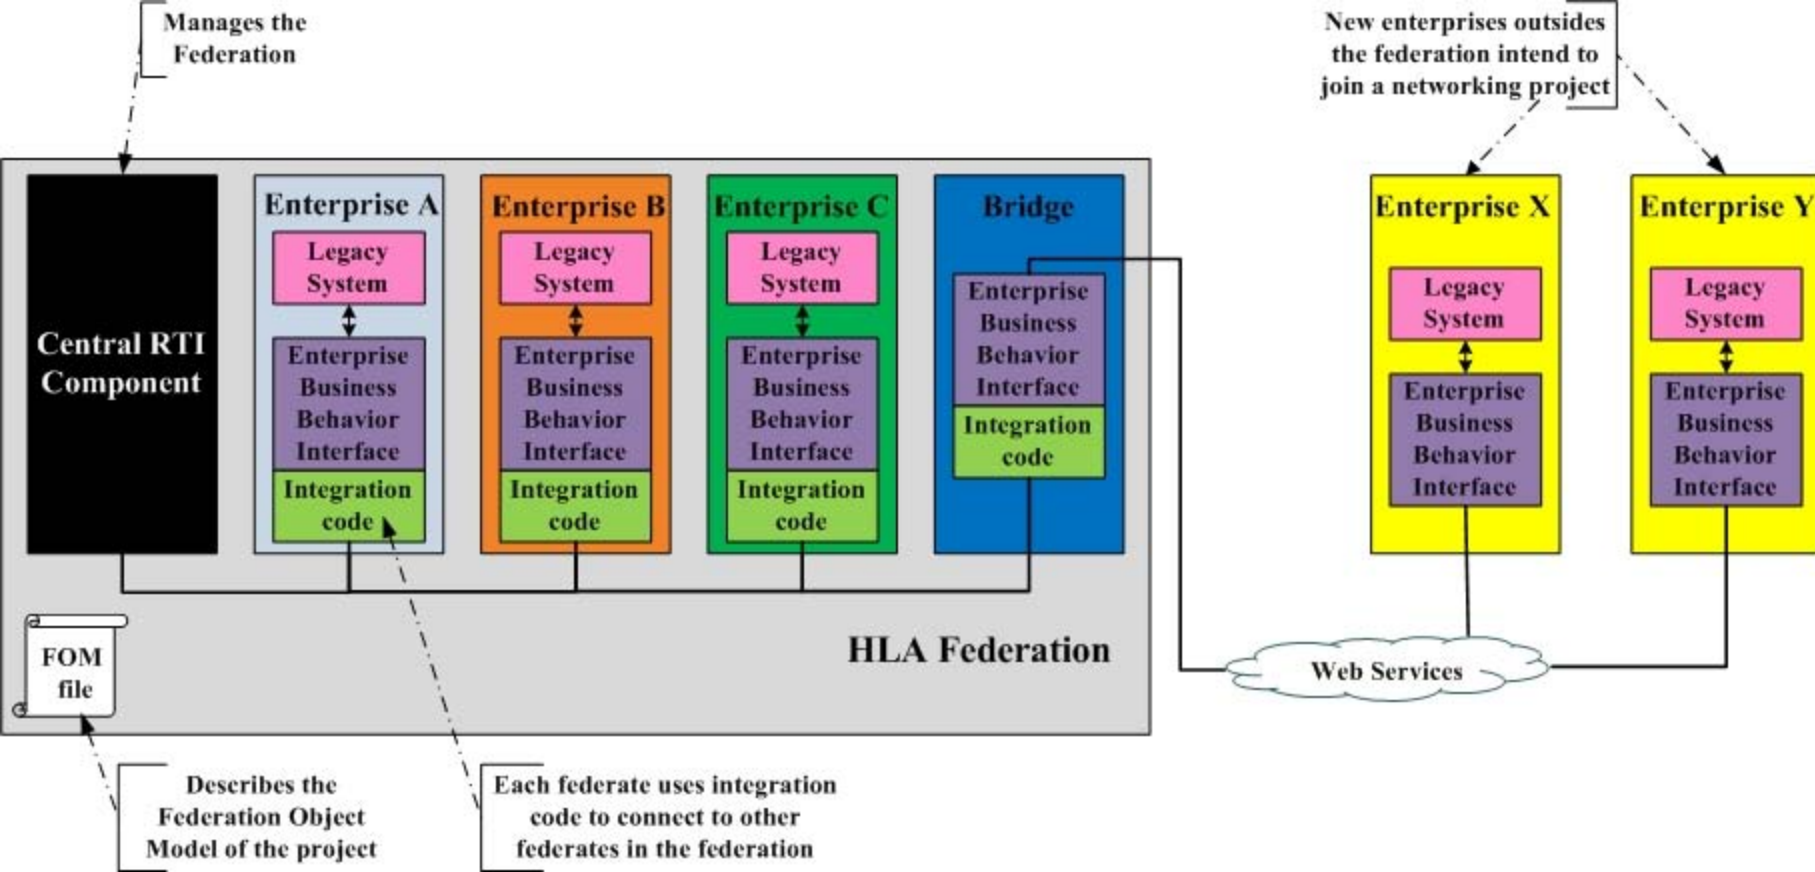 Manages the
Federation
New enterprises outsides
the federation intend to
join a networking project
Central RTI
Component
Enterprise A
Legacy
System
Enterprise
Business
Behavior
Interface
Integration
code
Enterprise B
Legacy
System
Enterprise
Business
Behavior
Interface
Integration
code
Enterprise C
Legacy
System
Enterprise
Business
Behavior
Interface
Integration
code
Bridge
Enterprise
Business
Behavior
Interface
Integration
code
Enterprise X
Legacy
System
Enterprise
Business
Behavior
Interface
Enterprise Y
Legacy
System
Enterprise
Business
Behavior
Interface
FOM
file
HLA Federation
Web Services
Describes the
Federation Object
Model of the project
Each federate uses integration
code to connect to other
federates in the federation